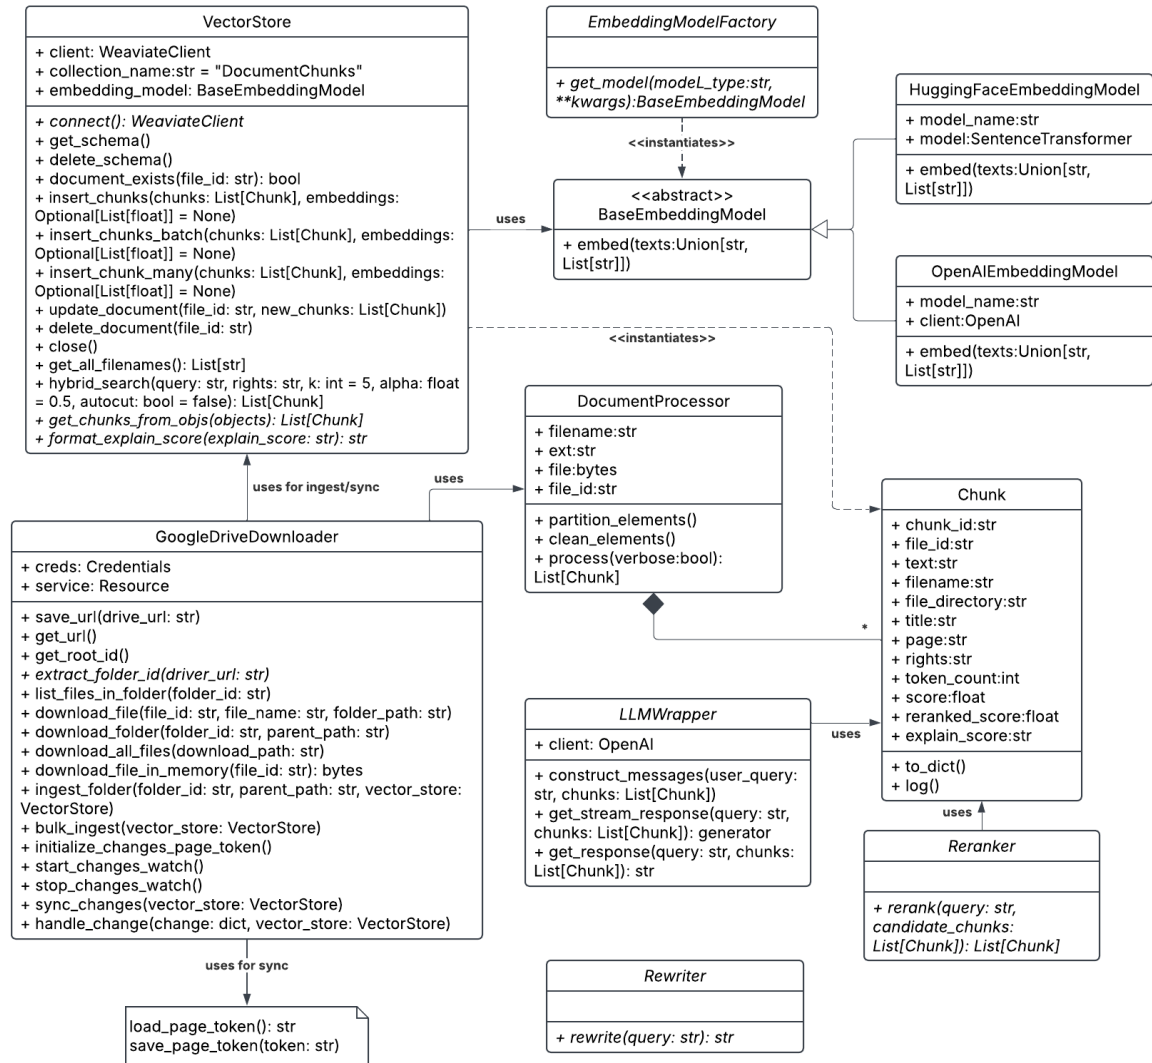 VectorStore
+ client: WeaviateClient
+ collection_name:str = "DocumentChunks"
+ embedding_model: BaseEmbeddingModel
+ connect(): WeaviateClient
+ get_schema()
+ delete_schema()
+ document_exists(file_id: str): bool
+ insert_chunks(chunks: List[Chunk], embeddings:
Optional[List[float]] = None)
+ insert_chunks_batch(chunks: List[Chunk], embeddings:
Optional[List[float]] = None)
+ insert_chunk_many(chunks: List[Chunk], embeddings:
Optional[List[float]] = None)
+ update_document(file_id: str, new_chunks: List[Chunk])
+ delete_document(file_id: str)
+ close()
+ get_all_filenames(): List[str]
+ hybrid_search(query: str, rights: str, k: int = 5, alpha: float
= 0.5, autocut: bool = false): List[Chunk]
+ get_chunks_from_objs(objects): List[Chunk]
+ format_explain_score(explain_score: str): str
EmbeddingModelFactory
+ get_model(modeL_type:str,
**kwargs):BaseEmbeddingModel
<<instantiates>>
uses
<<abstract>>
BaseEmbeddingModel
+ embed(texts:Union[str,
List[str]])
HuggingFaceEmbeddingModel
+ model_name:str
+ model:SentenceTransformer
+ embed(texts:Union[str,
List[str]])
OpenAIEmbeddingModel
+ model_name:str
+ client:OpenAI
+ embed(texts:Union[str,
List[str]])
<<instantiates>>
uses for ingest/sync
uses
DocumentProcessor
+ filename:str
+ ext:str
+ file:bytes
+ file_id:str
+ partition_elements()
+ clean_elements()
+ process(verbose:bool):
List[Chunk]
*
Chunk
+ chunk_id:str
+ file_id:str
+ text:str
+ filename:str
+ file_directory:str
+ title:str
+ page:str
+ rights:str
+ token_count:int
+ score:float
+ reranked_score:float
+ explain_score:str
+ to_dict()
+ log()
GoogleDriveDownloader
+ creds: Credentials
+ service: Resource
+ save_url(drive_url: str)
+ get_url()
+ get_root_id()
+ extract_folder_id(driver_url: str)
+ list_files_in_folder(folder_id: str)
+ download_file(file_id: str, file_name: str, folder_path: str)
+ download_folder(folder_id: str, parent_path: str)
+ download_all_files(download_path: str)
+ download_file_in_memory(file_id: str): bytes
+ ingest_folder(folder_id: str, parent_path: str, vector_store:
VectorStore)
+ bulk_ingest(vector_store: VectorStore)
+ initialize_changes_page_token()
+ start_changes_watch()
+ stop_changes_watch()
+ sync_changes(vector_store: VectorStore)
+ handle_change(change: dict, vector_store: VectorStore)
LLMWrapper
+ client: OpenAI
+ construct_messages(user_query:
str, chunks: List[Chunk])
+ get_stream_response(query: str,
chunks: List[Chunk]): generator
+ get_response(query: str, chunks:
List[Chunk]): str
uses
uses
Reranker
+ rerank(query: str,
candidate_chunks:
List[Chunk]): List[Chunk]
uses for sync
load_page_token(): str
save_page_token(token: str)
Rewriter
+ rewrite(query: str): str